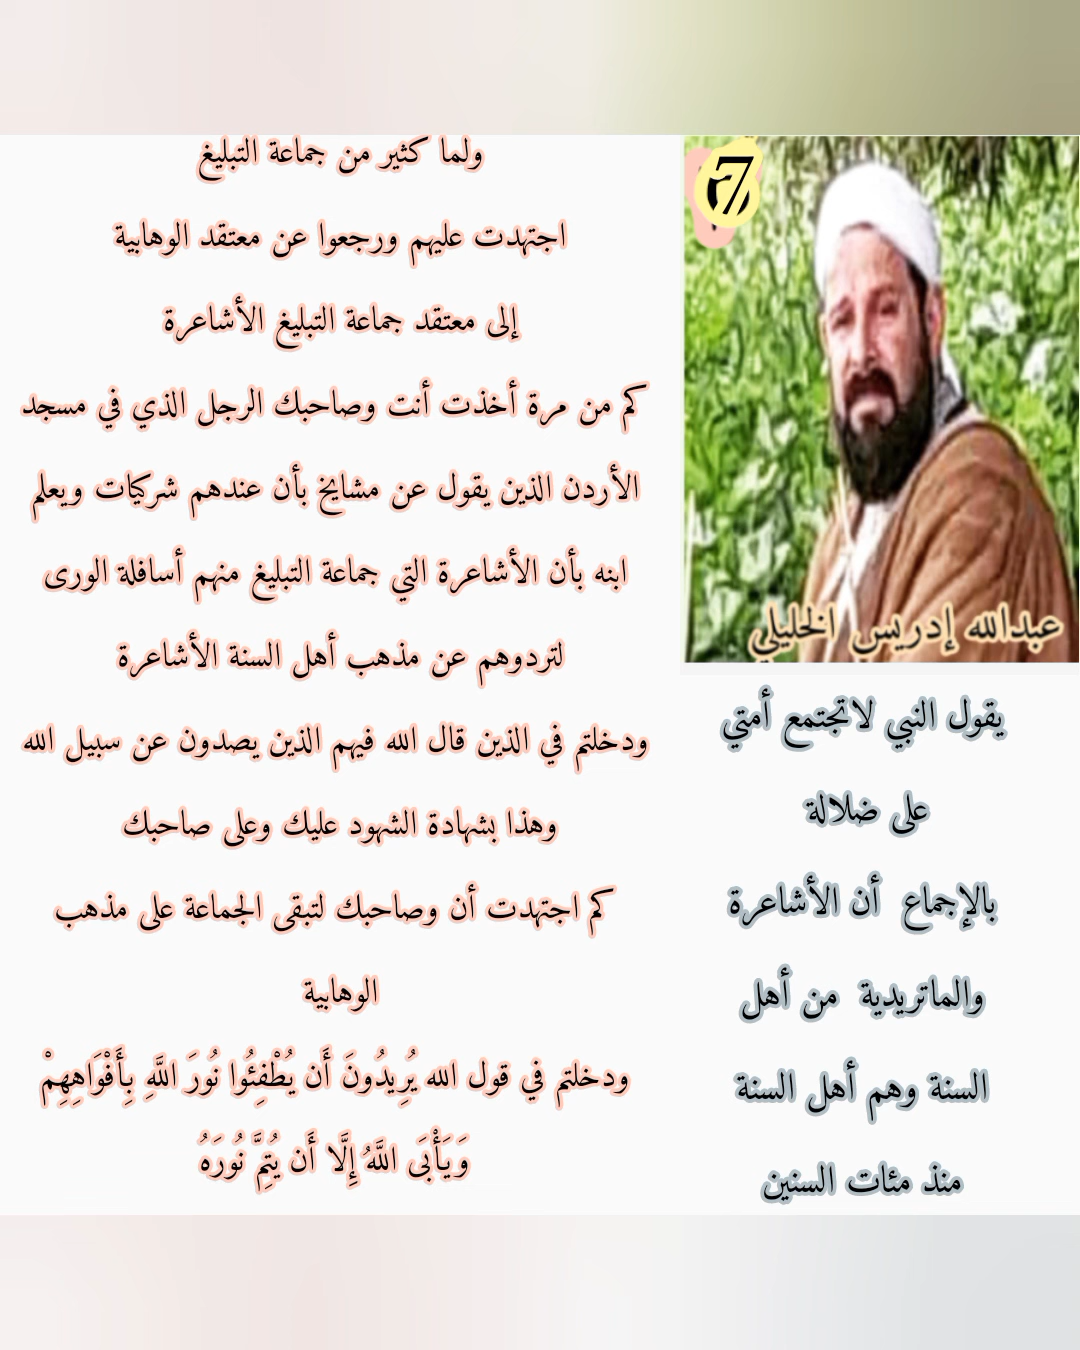 7
عبدالله إدريس الخليلي
يقول النبي لاتجتمع أمتي
على ضلالة
بالإجماع أن الأشاعرة
والماتريدية من أهل
السنة وهم أهل السنة
منذ مئات السنين
ولما كثير من جماعة التبليغ
اجتهدت عليهم ورجعوا عن معتقد الوهابية
إلى معتقد جماعة التبليغ الأشاعرة
كم من مرة أخذت أنت وصاحبك الرجل الذي في مسجد
الأردن الذين يقول عن مشايخ بأن عندهم شركيات ويعلم
ابنه بأن الأشاعرة التي جماعة التبليغ منهم أسافلة الورى
لتردوهم عن مذهب أهل السنة الأشاعرة
ودخلتم في الذين قال الله فيهم الذين يصدون عن سبيل الله
وهذا بشهادة الشهود عليك وعلى صاحبك
كم اجتهدت أن وصاحبك لتبقى الجماعة على مذهب
الوهابية
ودخلتم في قول الله يُرِيدُونَ أَن يُطْفِئُوا نُورَ اللَّهِ بِأَفْوَاهِهِمْ
وَيَأْبَى اللَّهُ إِلَّا أَن يُتِمَّ نُورَهُ